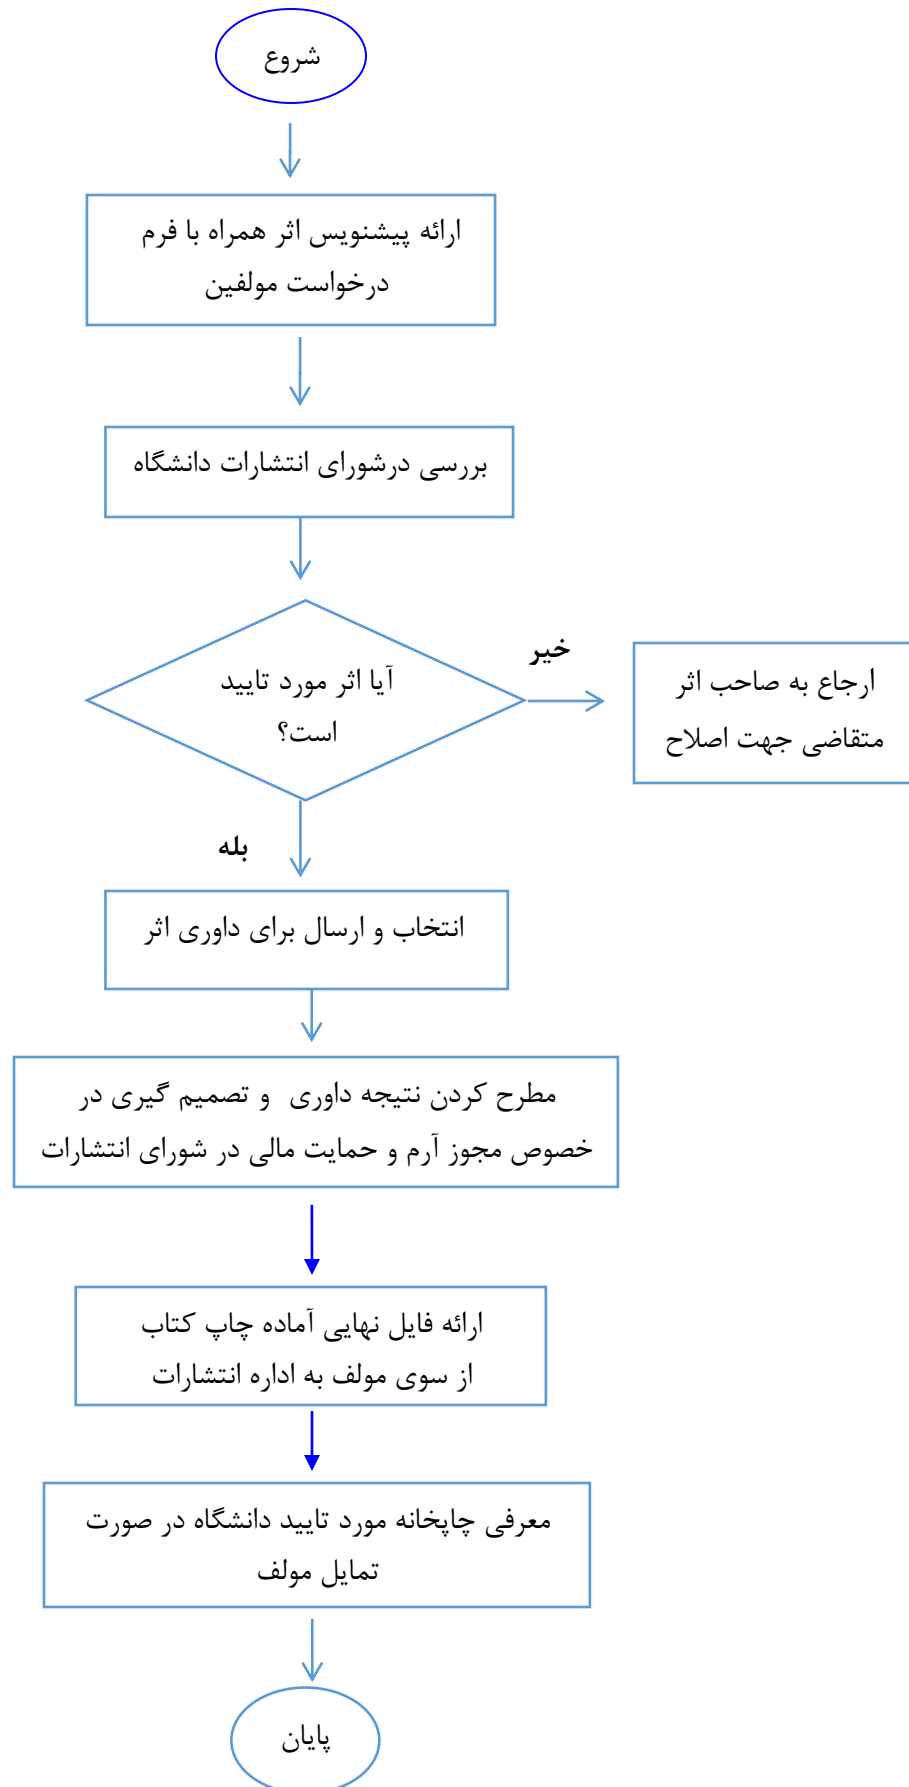 شروع
ارائه پیشنویس اثر همراه با فرم
درخواست مولفین
بررسی درشورای انتشارات دانشگاه
آیا اثر مورد تایید
است؟
خیر
ارجاع به صاحب اثر
متقاضی جهت اصلاح
بله
انتخاب و ارسال برای داوری اثر
مطرح کردن نتیجه داوری و تصمیم گیری در
خصوص مجوز آرم و حمایت مالی در شورای انتشارات
ارائه فایل نهایی آماده چاپ کتاب
از سوی مولف به اداره انتشارات
معرفی چاپخانه مورد تایید دانشگاه در صورت
تمایل مولف
پایان